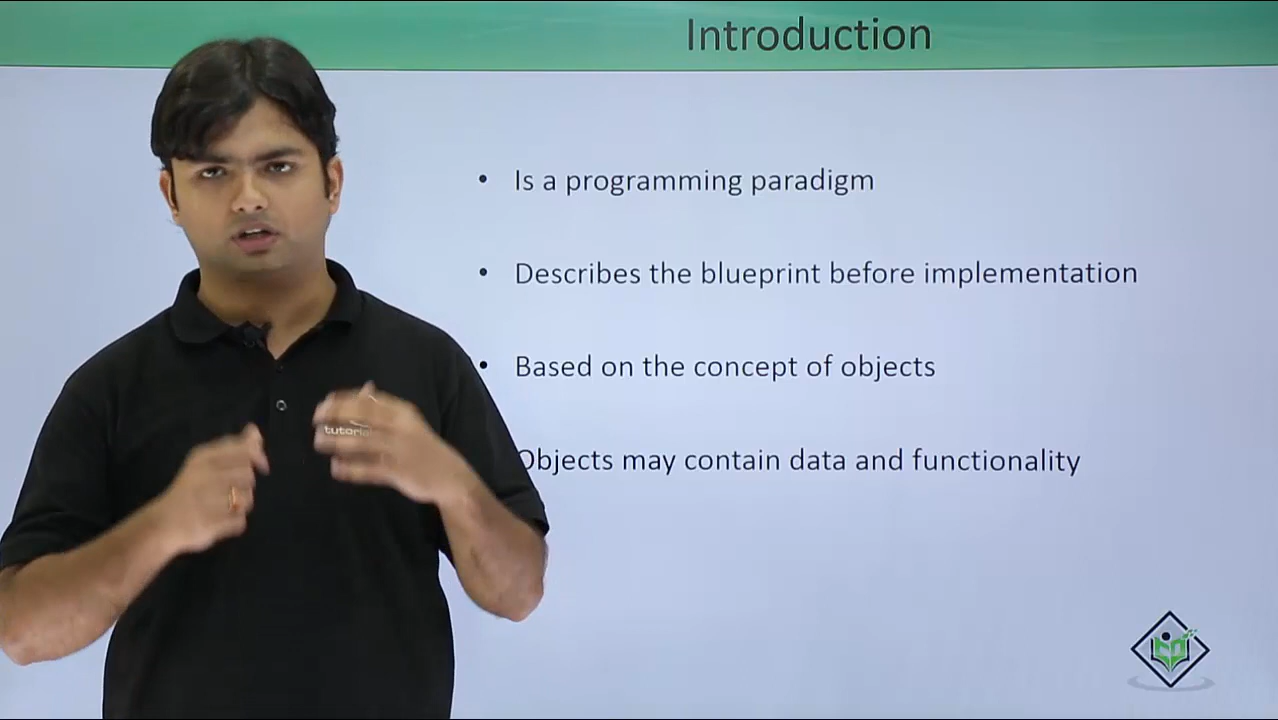 Introduction
• Is a programming paradigm
• Describes the blueprint before implementation
• Based on the concept of objects
Objects may contain data and functionality